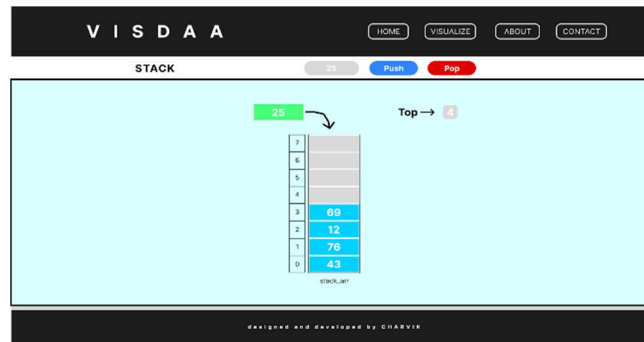 V I S D A A HOME VISUALIZE ABOUT CONTACT
STACK 25 Push Pop
25 Top → 4
7
6
5
4
3 69
2 12
1 76
0 43
stack_arr
designed and developed by CHARVIK